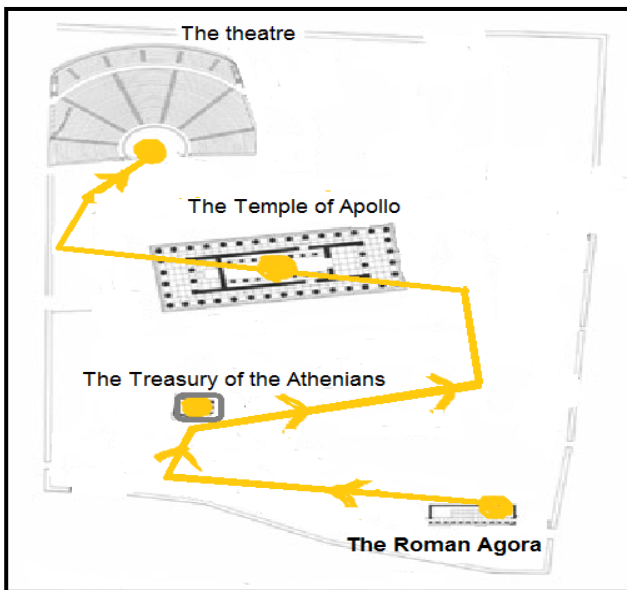 The theatre
The Temple of Apollo
The Treasury of the Athenians
The Roman Agora